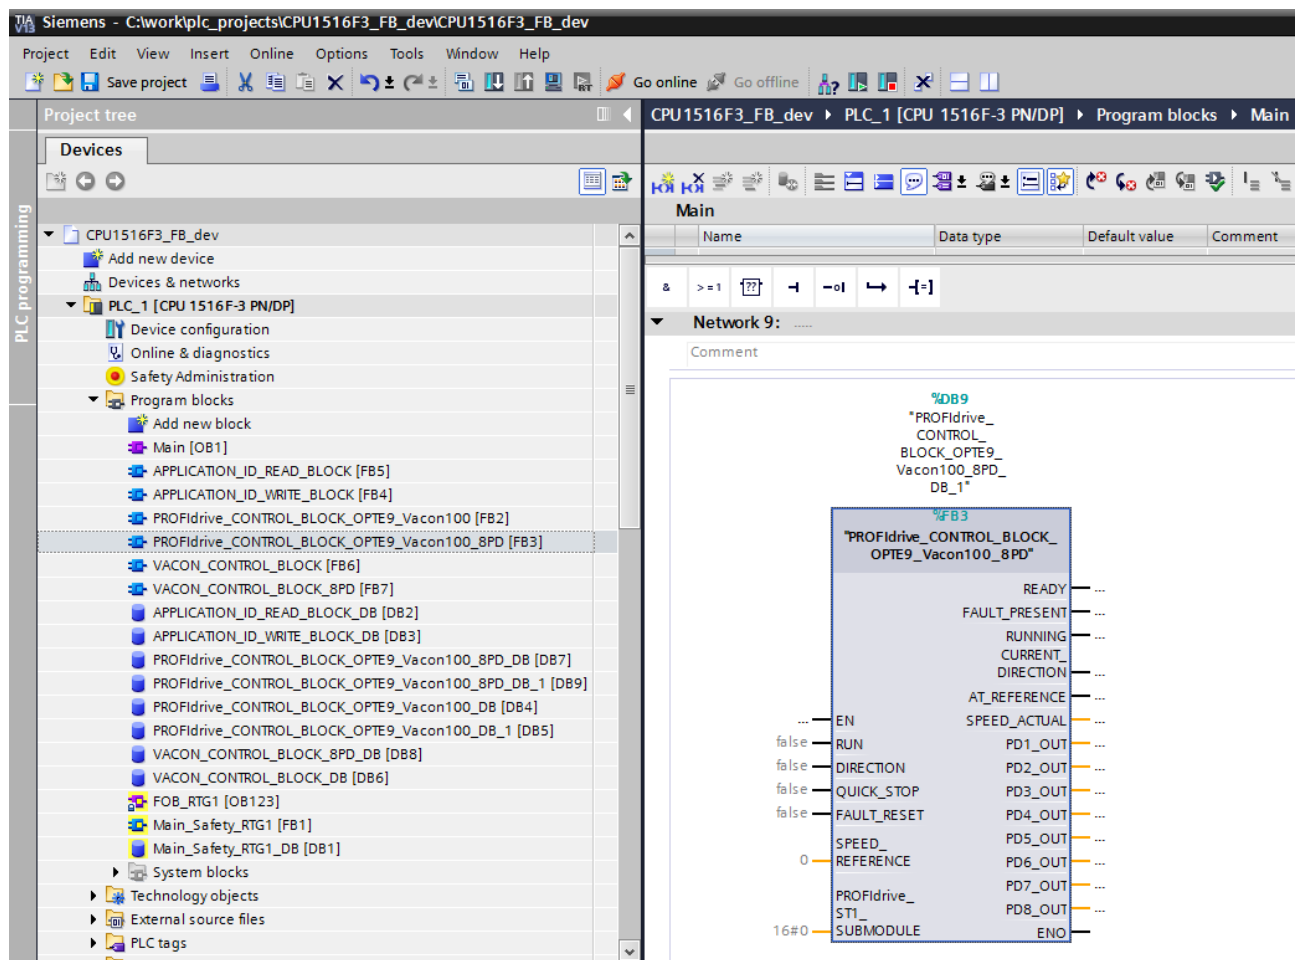 TIA V13 Siemens - C:\work\plc_projects\CPU1516F3_FB_dev\CPU1516F3_FB_dev
Project Edit View Insert Online Options Tools Window Help
Save project Go online Go offline
Project tree
CPU1516F3_FB_dev PLC_1 [CPU 1516F-3 PN/DP] Program blocks Main
Devices
PLC programming
Main
Name Data type Default value Comment
CPU1516F3_FB_dev
Add new device
Devices & networks
PLC_1 [CPU 1516F-3 PN/DP]
Device configuration
Online & diagnostics
Safety Administration
Program blocks
Add new block
Main [OB1]
APPLICATION_ID_READ_BLOCK [FB5]
APPLICATION_ID_WRITE_BLOCK [FB4]
PROFIdrive_CONTROL_BLOCK_OPTE9_Vacon100 [FB2]
PROFIdrive_CONTROL_BLOCK_OPTE9_Vacon100_8PD [FB3]
VACON_CONTROL_BLOCK [FB6]
VACON_CONTROL_BLOCK_8PD [FB7]
APPLICATION_ID_READ_BLOCK_DB [DB2]
APPLICATION_ID_WRITE_BLOCK_DB [DB3]
PROFIdrive_CONTROL_BLOCK_OPTE9_Vacon100_8PD_DB [DB7]
PROFIdrive_CONTROL_BLOCK_OPTE9_Vacon100_8PD_DB_1 [DB9]
PROFIdrive_CONTROL_BLOCK_OPTE9_Vacon100_DB [DB4]
PROFIdrive_CONTROL_BLOCK_OPTE9_Vacon100_DB_1 [DB5]
VACON_CONTROL_BLOCK_8PD_DB [DB8]
VACON_CONTROL_BLOCK_DB [DB6]
FOB_RTG1 [OB123]
Main_Safety_RTG1 [FB1]
Main_Safety_RTG1_DB [DB1]
System blocks
Technology objects
External source files
PLC tags
& >=1 ?? -| -o| -[=]
Network 9: .....
Comment
%DB9
"PROFIdrive_
CONTROL_
BLOCK_OPTE9_
Vacon100_8PD_
DB_1"
%FB3
"PROFIdrive_CONTROL_BLOCK_
OPTE9_Vacon100_8PD"
READY ...
FAULT_PRESENT ...
RUNNING ...
CURRENT_
DIRECTION ...
AT_REFERENCE ...
... EN SPEED_ACTUAL ...
false RUN PD1_OUT ...
false DIRECTION PD2_OUT ...
false QUICK_STOP PD3_OUT ...
false FAULT_RESET PD4_OUT ...
SPEED_ PD5_OUT ...
0 REFERENCE PD6_OUT ...
PROFIdrive_ PD7_OUT ...
ST1_ PD8_OUT ...
16#0 SUBMODULE ENO